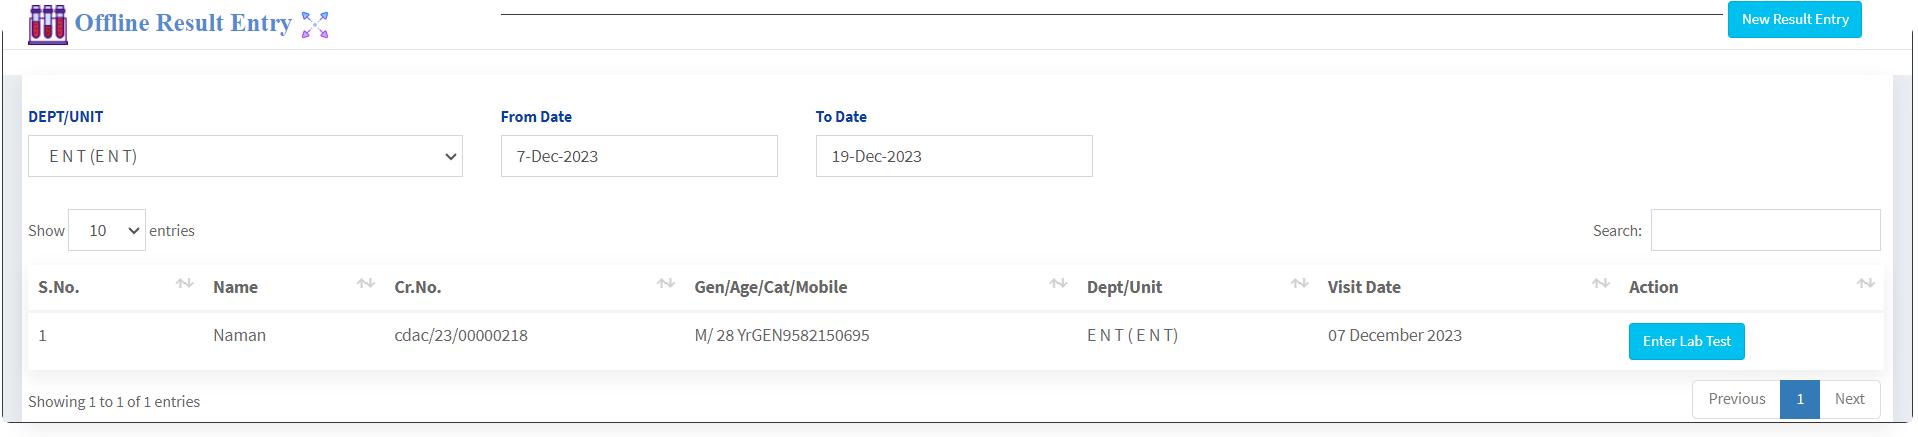 Offline Result Entry
New Result Entry
DEPT/UNIT From Date To Date
E N T (E N T) 7-Dec-2023 19-Dec-2023
Show 10 entries Search:
S.No. Name Cr.No. Gen/Age/Cat/Mobile Dept/Unit Visit Date Action
1 Naman cdac/23/00000218 M/ 28 YrGEN9582150695 E N T ( E N T) 07 December 2023 Enter Lab Test
Showing 1 to 1 of 1 entries Previous 1 Next